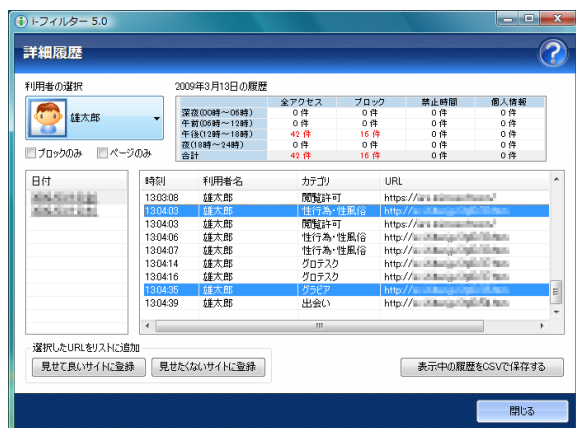 i-フィルター 5.0
詳細履歴
利用者の選択
2009年3月13日の履歴
雄太郎
ブロックのみ ページのみ
全アクセス ブロック 禁止時間 個人情報
深夜(00時～06時) 0 件 0 件 0 件 0 件
午前(06時～12時) 0 件 0 件 0 件 0 件
午後(12時～18時) 42 件 16 件 0 件 0 件
夜(18時～24時) 0 件 0 件 0 件 0 件
合計 42 件 16 件 0 件 0 件
日付
時刻 利用者名 カテゴリ URL
13:03:08 雄太郎 閲覧許可 https://
13:04:03 雄太郎 性行為・性風俗 http://
13:04:03 雄太郎 閲覧許可 https://
13:04:06 雄太郎 性行為・性風俗 http://
13:04:07 雄太郎 性行為・性風俗 http://
13:04:14 雄太郎 グロテスク http://
13:04:16 雄太郎 グロテスク http://
13:04:35 雄太郎 グラビア http://
13:04:39 雄太郎 出会い http://
選択したURLをリストに追加
見せて良いサイトに登録 見せたくないサイトに登録 表示中の履歴をCSVで保存する
閉じる